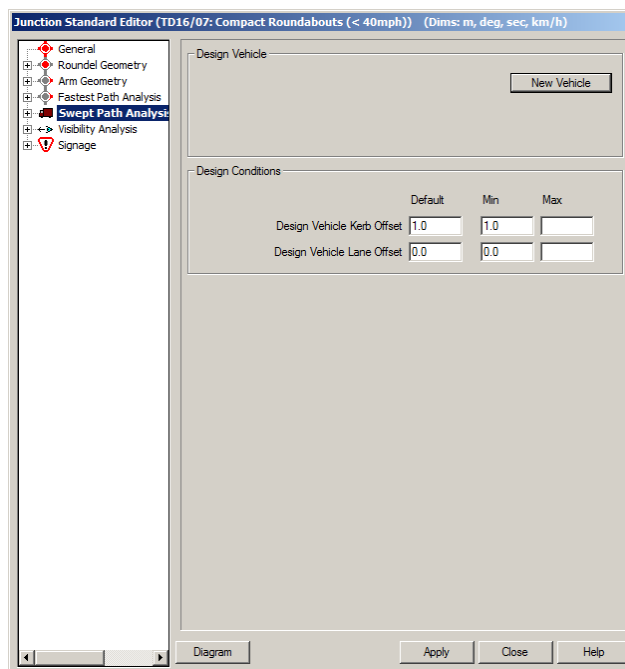 Junction Standard Editor (TD16/07: Compact Roundabouts (< 40mph)) (Dims: m, deg, sec, km/h)
General
Roundel Geometry
Arm Geometry
Fastest Path Analysis
Swept Path Analysis
Visibility Analysis
Signage
Design Vehicle
New Vehicle
Design Conditions
Default Min Max
Design Vehicle Kerb Offset 1.0 1.0
Design Vehicle Lane Offset 0.0 0.0
Diagram Apply Close Help